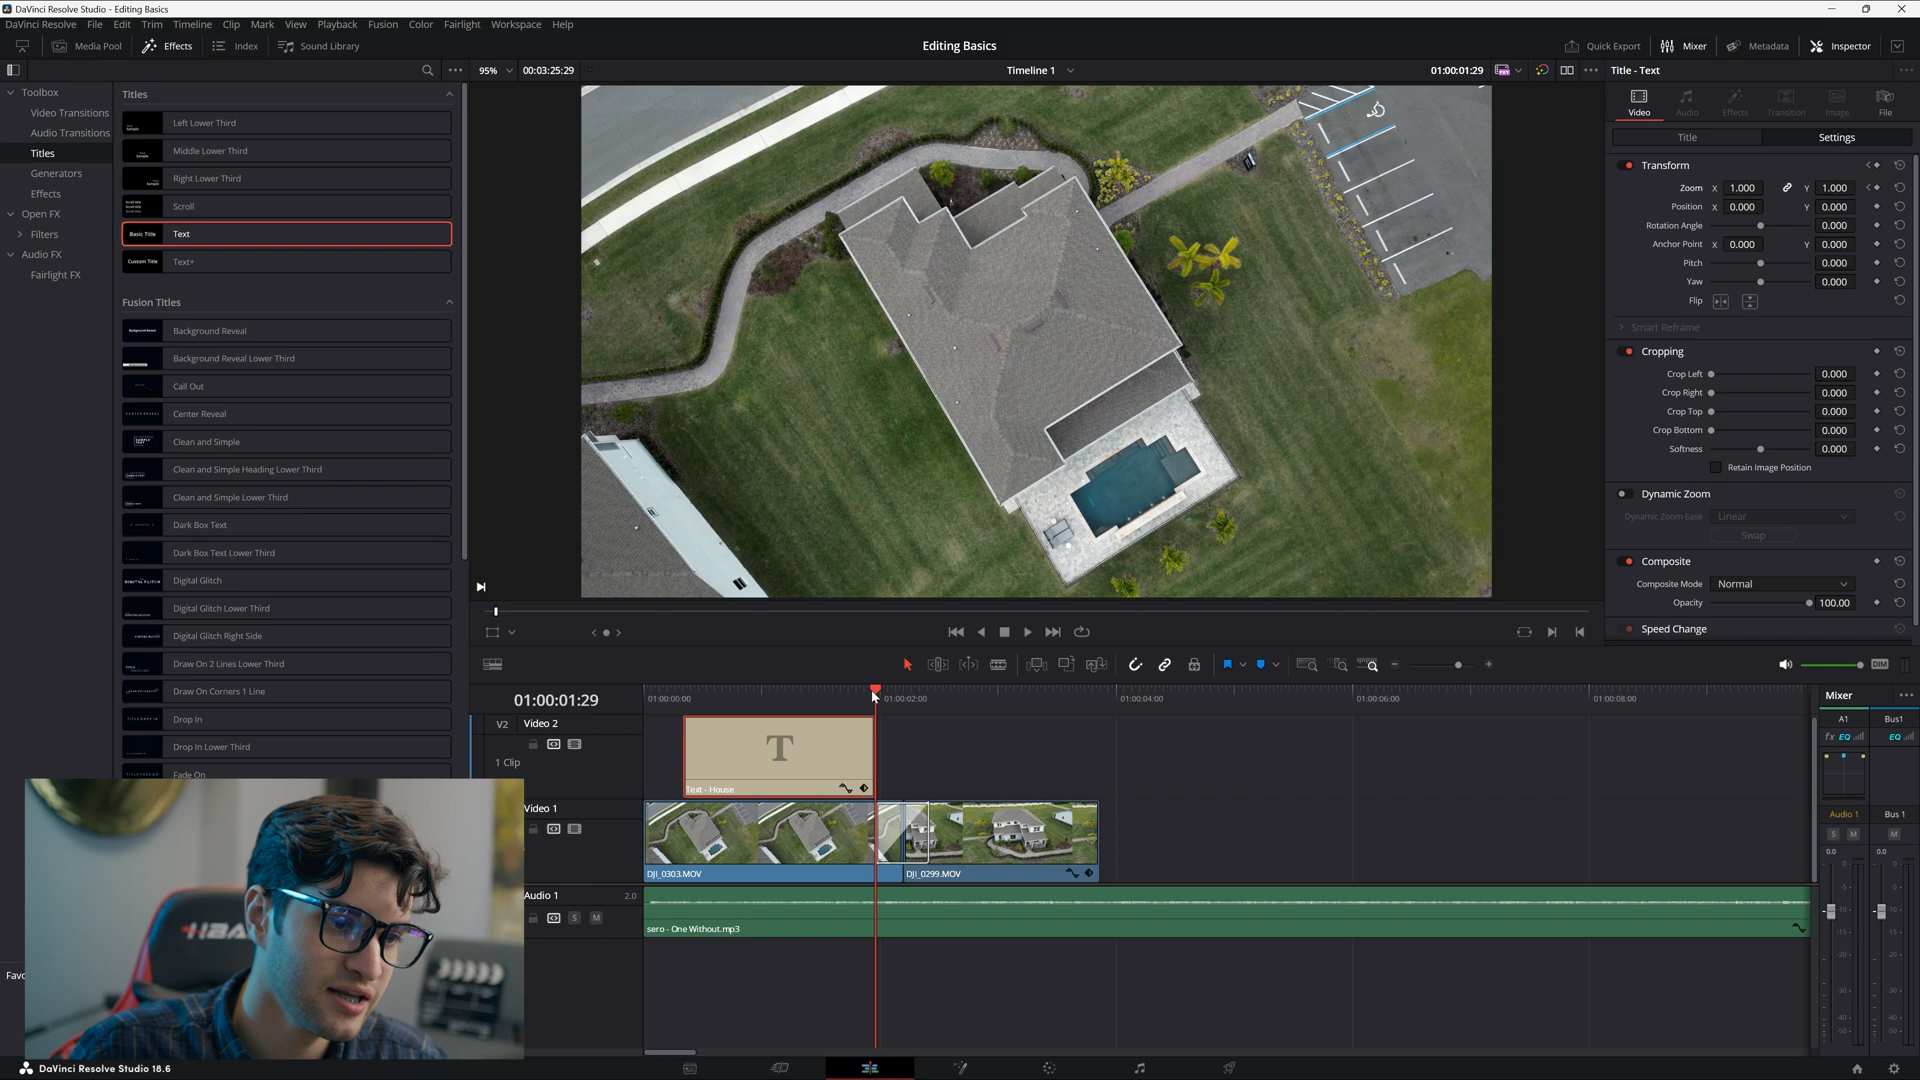 DaVinci Resolve Studio - Editing Basics
DaVinci Resolve File Edit Trim Timeline Clip Mark View Playback Fusion Color Fairlight Workspace Help
Media Pool Effects Index Sound Library Editing Basics Quick Export Mixer Metadata Inspector
95% 00:03:25:29 Timeline 1 01:00:01:29 Title - Text
Toolbox
Video Transitions
Audio Transitions
Titles
Generators
Effects
Open FX
Filters
Audio FX
Fairlight FX
Titles
Left Lower Third
Middle Lower Third
Right Lower Third
Scroll
Basic Title Text
Custom Title Text+
Fusion Titles
Background Reveal
Background Reveal Lower Third
Call Out
Center Reveal
Clean and Simple
Clean and Simple Heading Lower Third
Clean and Simple Lower Third
Dark Box Text
Dark Box Text Lower Third
Digital Glitch
Digital Glitch Lower Third
Digital Glitch Right Side
Draw On 2 Lines Lower Third
Draw On Corners 1 Line
Drop In
Drop In Lower Third
Fade On
Video Audio Effects Transition Image File
Title Settings
Transform
Zoom X 1.000 Y 1.000
Position X 0.000 Y 0.000
Rotation Angle 0.000
Anchor Point X 0.000 Y 0.000
Pitch 0.000
Yaw 0.000
Flip
Smart Reframe
Cropping
Crop Left 0.000
Crop Right 0.000
Crop Top 0.000
Crop Bottom 0.000
Softness 0.000
Retain Image Position
Dynamic Zoom
Dynamic Zoom Ease Linear
Swap
Composite
Composite Mode Normal
Opacity 100.00
Speed Change
DIM
01:00:01:29 01:00:00:00 01:00:02:00 01:00:04:00 01:00:06:00 01:00:08:00
V2 Video 2
1 Clip
T
Text - House
Video 1
DJI_0303.MOV DJI_0299.MOV
Audio 1 2.0
S M
sero - One Without.mp3
Mixer
A1 Bus1
fx EQ EQ
Audio 1 Bus 1
S M M
0.0 0.0
Favo
DaVinci Resolve Studio 18.6